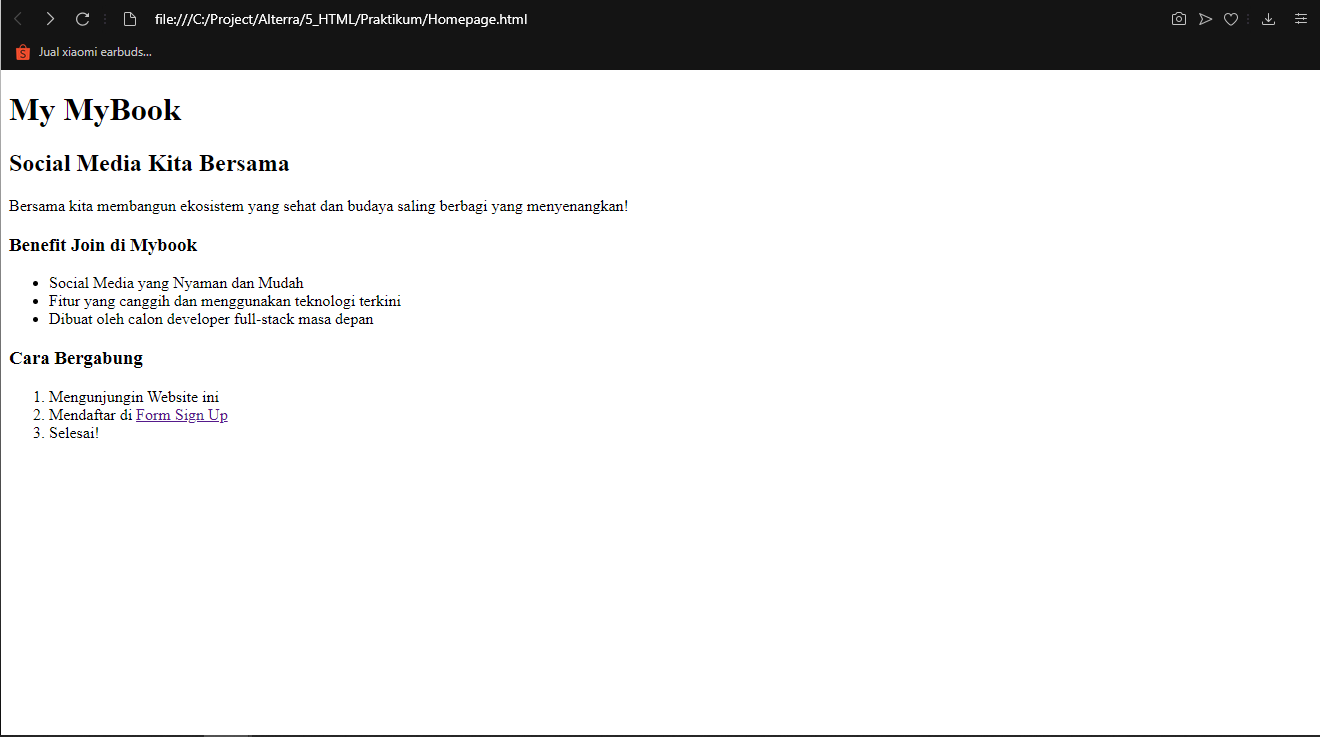 file:///C:/Project/Alterra/5_HTML/Praktikum/Homepage.html
Jual xiaomi earbuds...
My MyBook
Social Media Kita Bersama
Bersama kita membangun ekosistem yang sehat dan budaya saling berbagi yang menyenangkan!
Benefit Join di Mybook
• Social Media yang Nyaman dan Mudah
• Fitur yang canggih dan menggunakan teknologi terkini
• Dibuat oleh calon developer full-stack masa depan
Cara Bergabung
1. Mengunjungin Website ini
2. Mendaftar di Form Sign Up
3. Selesai!